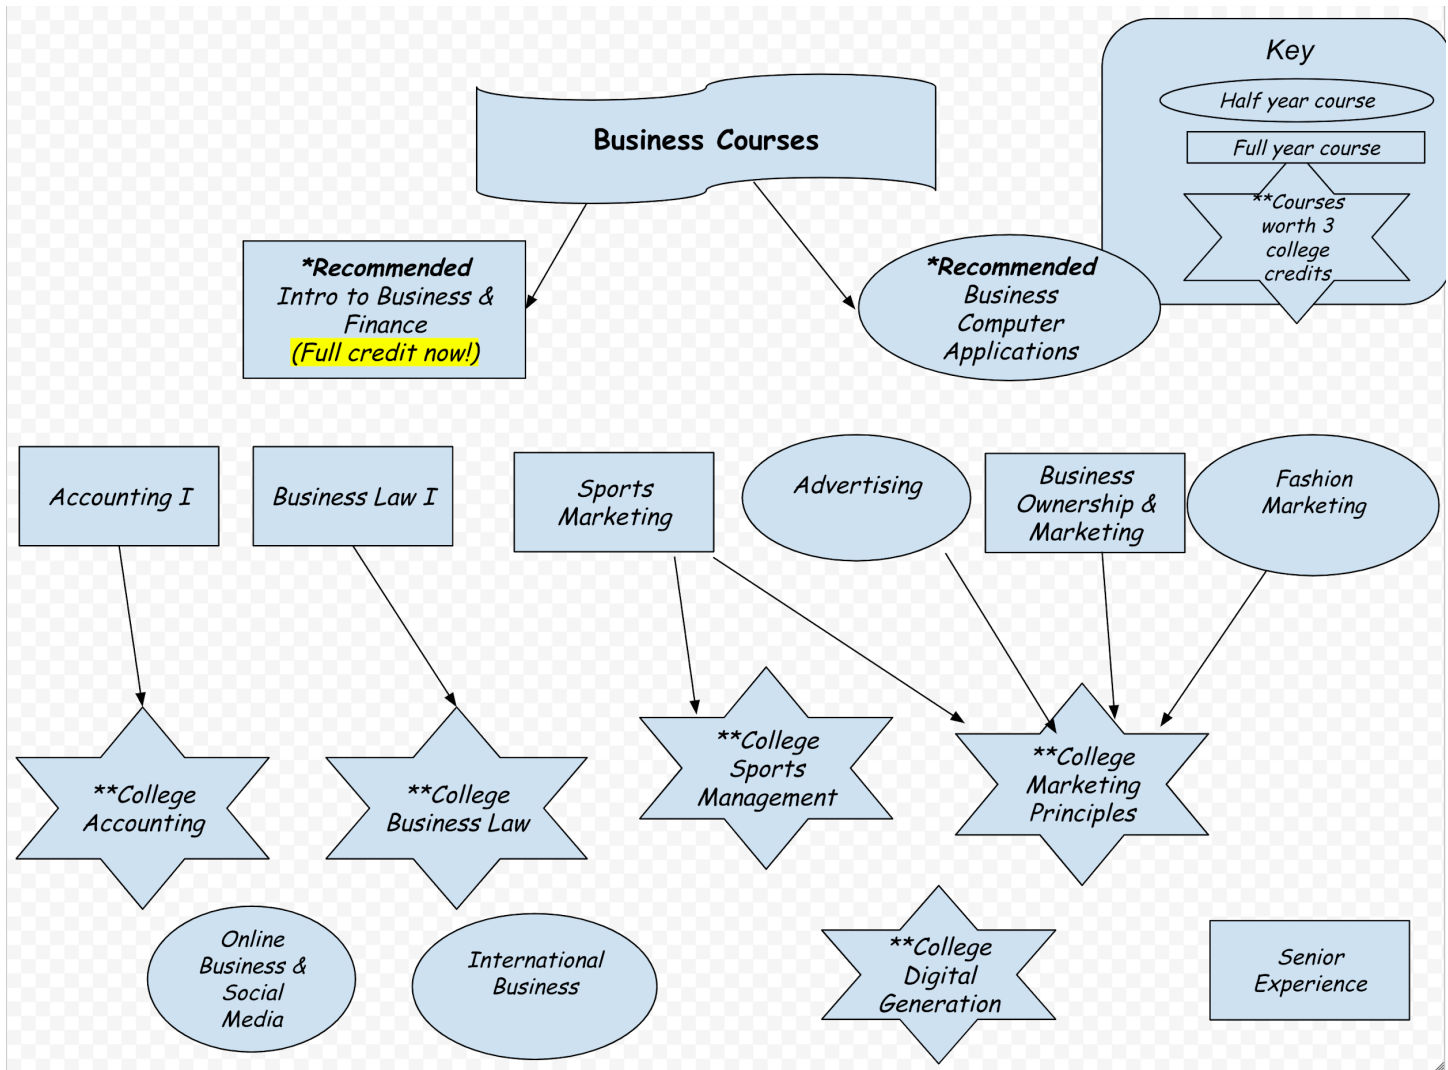 Key
Half year course
Full year course
**Courses
worth 3
college
credits
Business Courses
*Recommended
Intro to Business &
Finance
(Full credit now!)
*Recommended
Business
Computer
Applications
Accounting I
Business Law I
Sports
Marketing
Advertising
Business
Ownership &
Marketing
Fashion
Marketing
**College
Accounting
**College
Business Law
**College
Sports
Management
**College
Marketing
Principles
Online
Business &
Social
Media
International
Business
**College
Digital
Generation
Senior
Experience